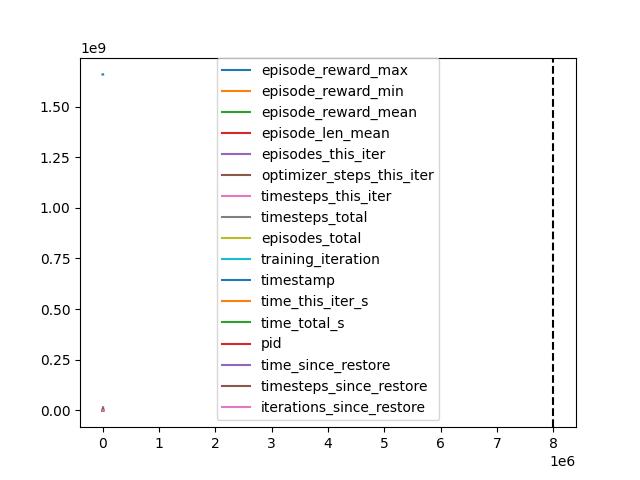 1e9
1.50
1.25
1.00
0.75
0.50
0.25
0.00
episode_reward_max
episode_reward_min
episode_reward_mean
episode_len_mean
episodes_this_iter
optimizer_steps_this_iter
timesteps_this_iter
timesteps_total
episodes_total
training_iteration
timestamp
time_this_iter_s
time_total_s
pid
time_since_restore
timesteps_since_restore
iterations_since_restore
0 1 2 3 4 5 6 7 8
1e6